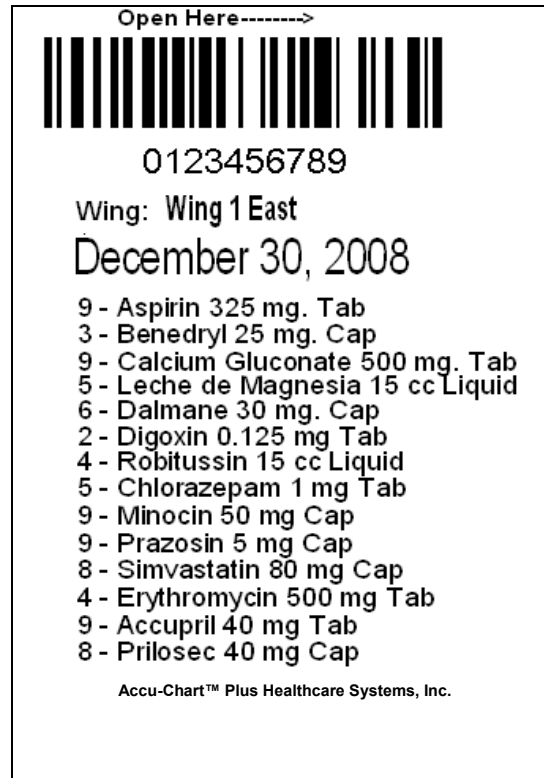 Open Here-------->
0123456789
Wing: Wing 1 East
December 30, 2008
9 - Aspirin 325 mg. Tab
3 - Benedryl 25 mg. Cap
9 - Calcium Gluconate 500 mg. Tab
5 - Leche de Magnesia 15 cc Liquid
6 - Dalmane 30 mg. Cap
2 - Digoxin 0.125 mg Tab
4 - Robitussin 15 cc Liquid
5 - Chlorazepam 1 mg Tab
9 - Minocin 50 mg Cap
9 - Prazosin 5 mg Cap
8 - Simvastatin 80 mg Cap
4 - Erythromycin 500 mg Tab
9 - Accupril 40 mg Tab
8 - Prilosec 40 mg Cap
Accu-Chart™ Plus Healthcare Systems, Inc.